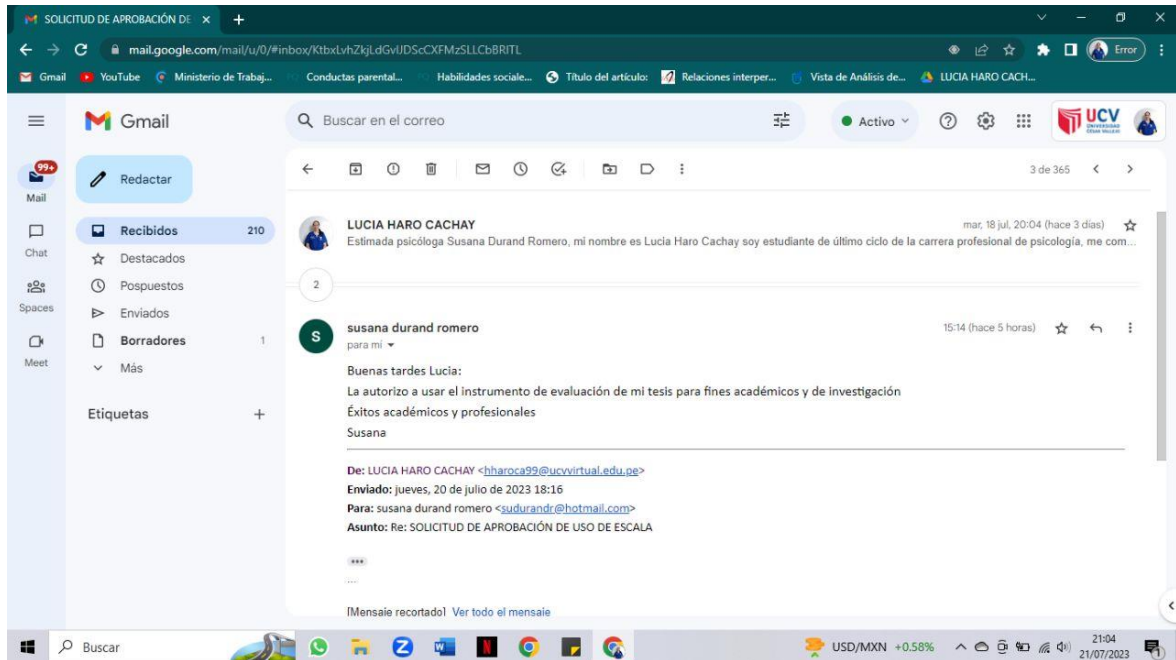 SOLICITUD DE APROBACIÓN DE
mail.google.com/mail/u/0/#inbox/KtbxLvhZkjLdGvlJDScCXFMzSLLCbBRITL
Error
Gmail YouTube Ministerio de Trabaj... Conductas parental... Habilidades sociale... Título del artículo: Relaciones interper... Vista de Análisis de... LUCIA HARO CACH...
Gmail
Buscar en el correo
Activo
UCV
UNIVERSIDAD
CÉSAR VALLEJO
99+
Mail
Chat
Spaces
Meet
Redactar
Recibidos 210
Destacados
Pospuestos
Enviados
Borradores 1
Más
Etiquetas +
3 de 365
LUCIA HARO CACHAY mar, 18 jul, 20:04 (hace 3 días)
Estimada psicóloga Susana Durand Romero, mi nombre es Lucia Haro Cachay soy estudiante de último ciclo de la carrera profesional de psicología, me com...
2
S
susana durand romero 15:14 (hace 5 horas)
para mí
Buenas tardes Lucia:
La autorizo a usar el instrumento de evaluación de mi tesis para fines académicos y de investigación
Éxitos académicos y profesionales
Susana
De: LUCIA HARO CACHAY <hharoca99@ucvvirtual.edu.pe>
Enviado: jueves, 20 de julio de 2023 18:16
Para: susana durand romero <sudurandr@hotmail.com>
Asunto: Re: SOLICITUD DE APROBACIÓN DE USO DE ESCALA
...
[Mensaje recortado] Ver todo el mensaje
Buscar
USD/MXN +0.58%
21:04
21/07/2023